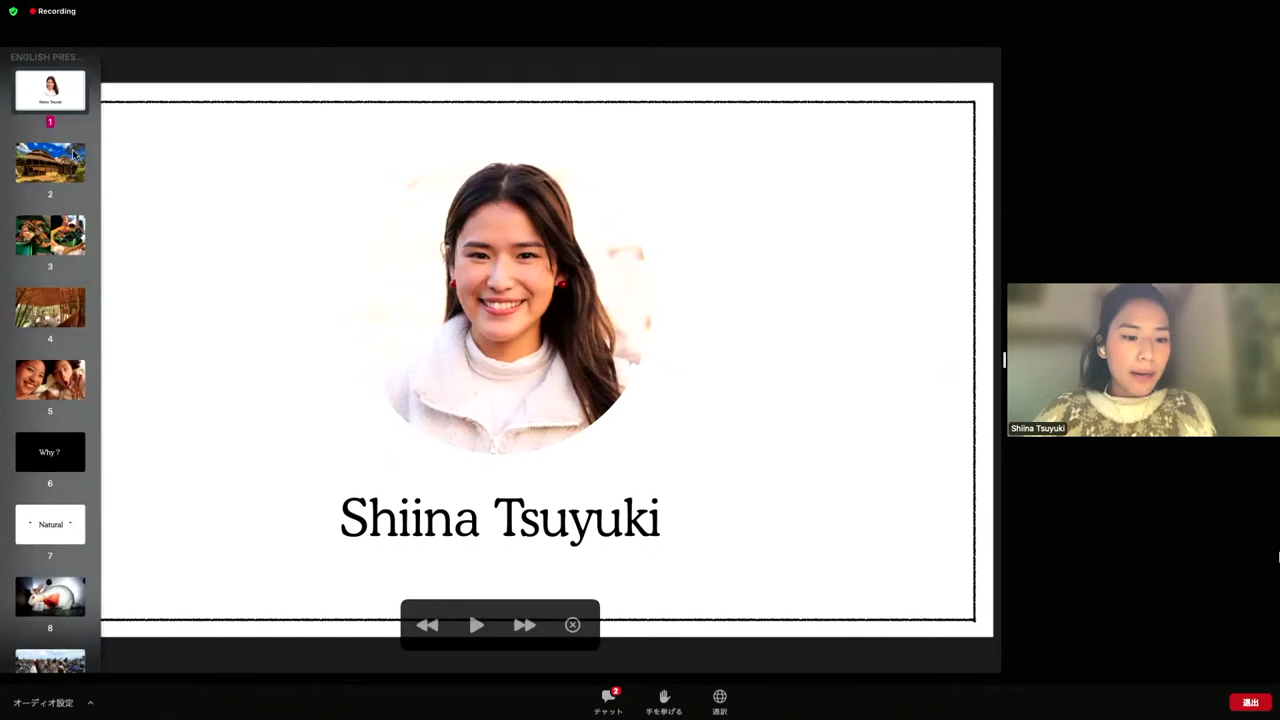 Recording
ENGLISH PRES...
Shiina Tsuyuki
1
2
3
4
5
Why ?
6
" Natural "
7
8
Shiina Tsuyuki
Shiina Tsuyuki
オーディオ設定
2
チャット
手を挙げる
通訳
退出